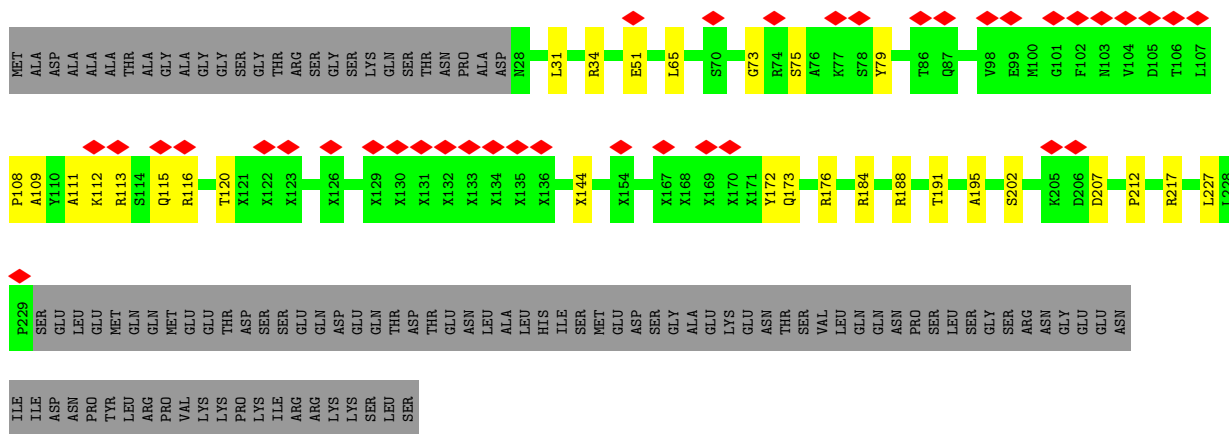 MET ALA ASP ALA ALA ALA ALA THR ALA GLY ALA GLY GLY SER GLY THR ARG SER GLY SER LYS GLN SER THR ASN PRO ALA ASP N28 L31 R34 E51 L65 S70 G73 R74 S75 A76 K77 S78 Y79 T86 Q87 V98 E99 M100 G101 F102 N103 V104 D105 T106 L107
P108 A109 Y110 A111 K112 R113 S114 Q115 R116 T120 X121 X122 X123 X126 X129 X130 X131 X132 X133 X134 X135 X136 X144 X154 X167 X168 X169 X170 X171 Y172 Q173 R176 R184 R188 T191 A195 S202 K205 D206 D207 P212 R217 L227 L228
P229 SER GLU LEU GLU MET GLN GLN MET GLU GLU THR ASP SER SER GLU GLN ASP GLU GLN THR ASP THR GLU ASN LEU ALA LEU HIS ILE SER MET GLU ASP SER GLY ALA GLU LYS GLU ASN THR SER VAL LEU GLN GLN ASN PRO SER LEU SER GLY SER ARG ASN GLY GLU GLU ASN
ILE ILE ASP ASN PRO TYR LEU ARG PRO VAL LYS LYS PRO LYS ILE ARG ARG LYS LYS SER LEU SER